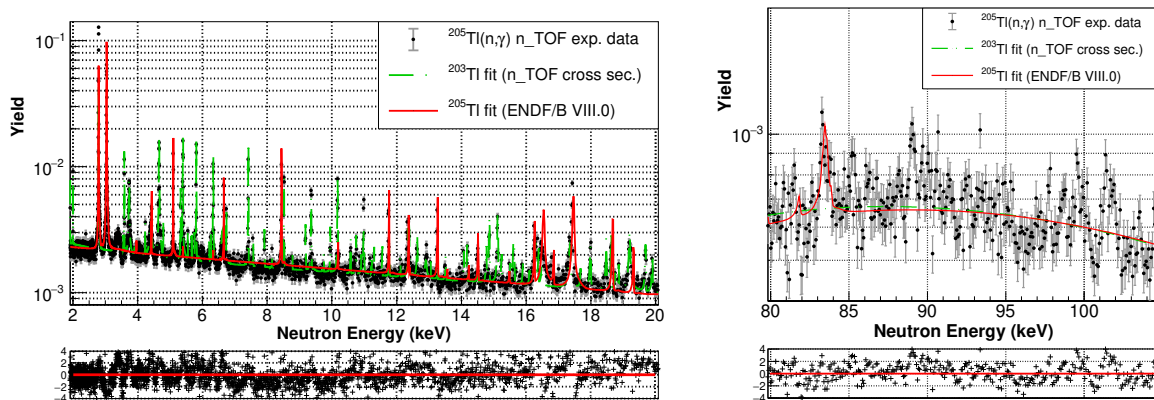 ²⁰⁵Tl(n,γ) n_TOF exp. data
²⁰³Tl fit (n_TOF cross sec.)
²⁰⁵Tl fit (ENDF/B VIII.0)
Yield
10⁻¹
10⁻²
10⁻³
2 4 6 8 10 12 14 16 18 20
Neutron Energy (keV)
4
2
0
−2
−4
²⁰⁵Tl(n,γ) n_TOF exp. data
²⁰³Tl fit (n_TOF cross sec.)
²⁰⁵Tl fit (ENDF/B VIII.0)
Yield
10⁻³
80 85 90 95 100
Neutron Energy (keV)
4
2
0
−2
−4